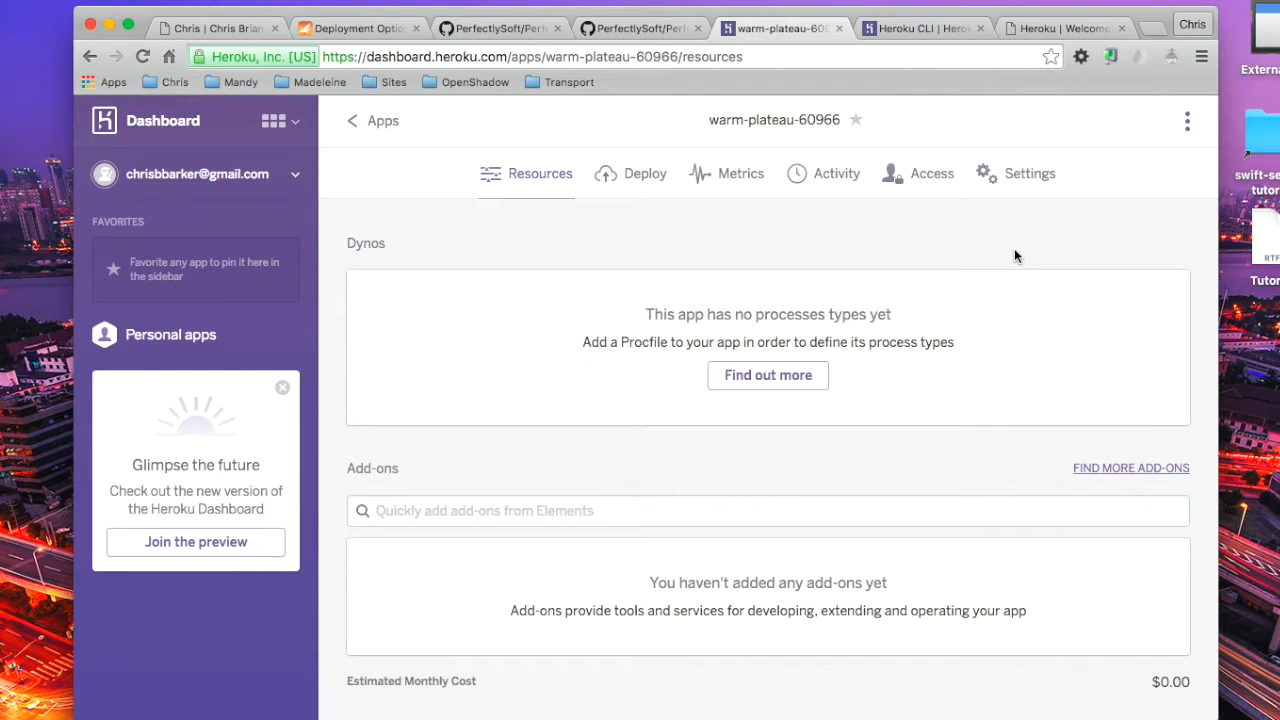 Chris | Chris Brian
Deployment Optio
PerfectlySoft/Perf
PerfectlySoft/Perf
warm-plateau-609
Heroku CLI | Herok
Heroku | Welcome
Chris
Heroku, Inc. [US]
https://dashboard.heroku.com/apps/warm-plateau-60966/resources
Apps
Chris
Mandy
Madeleine
Sites
OpenShadow
Transport
Externa
swift-se
tutor
RTF
Tutor
Dashboard
Apps
warm-plateau-60966
chrisbbarker@gmail.com
Resources
Deploy
Metrics
Activity
Access
Settings
FAVORITES
Favorite any app to pin it here in
the sidebar
Personal apps
Glimpse the future
Check out the new version of
the Heroku Dashboard
Join the preview
Dynos
This app has no processes types yet
Add a Procfile to your app in order to define its process types
Find out more
Add-ons
FIND MORE ADD-ONS
Quickly add add-ons from Elements
You haven't added any add-ons yet
Add-ons provide tools and services for developing, extending and operating your app
Estimated Monthly Cost
$0.00